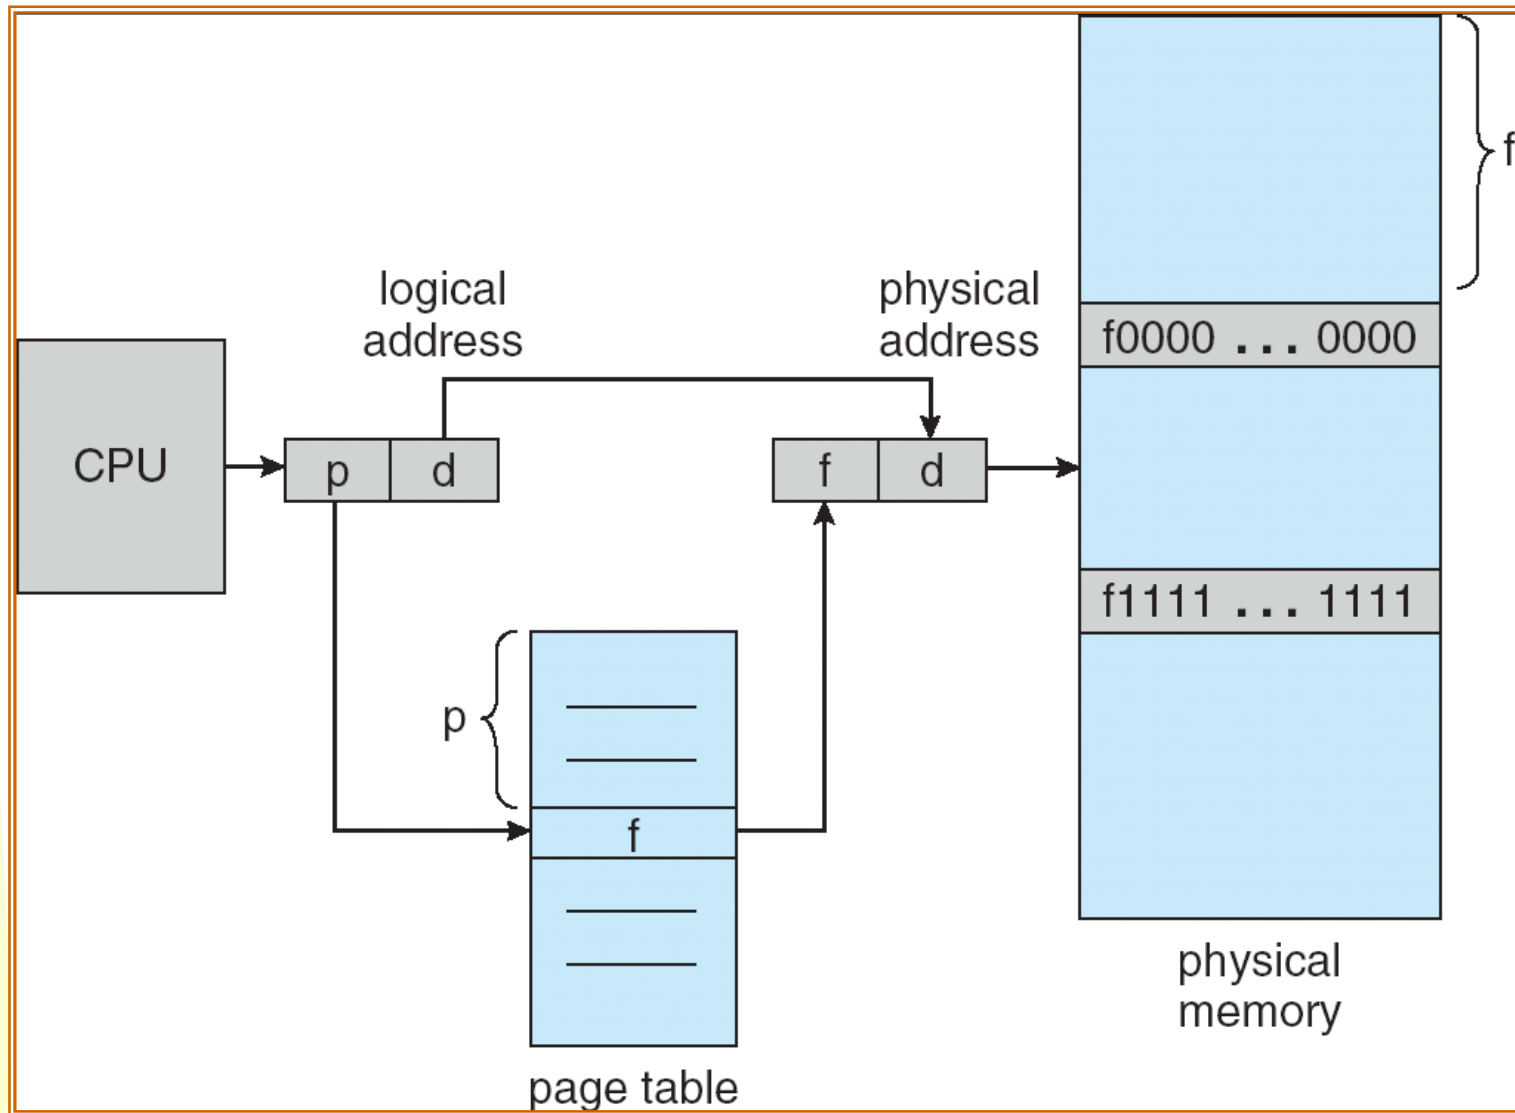 f
logical
address
physical
address
f0000 ... 0000
CPU
p
d
f
d
f1111 ... 1111
p
f
physical
memory
page table